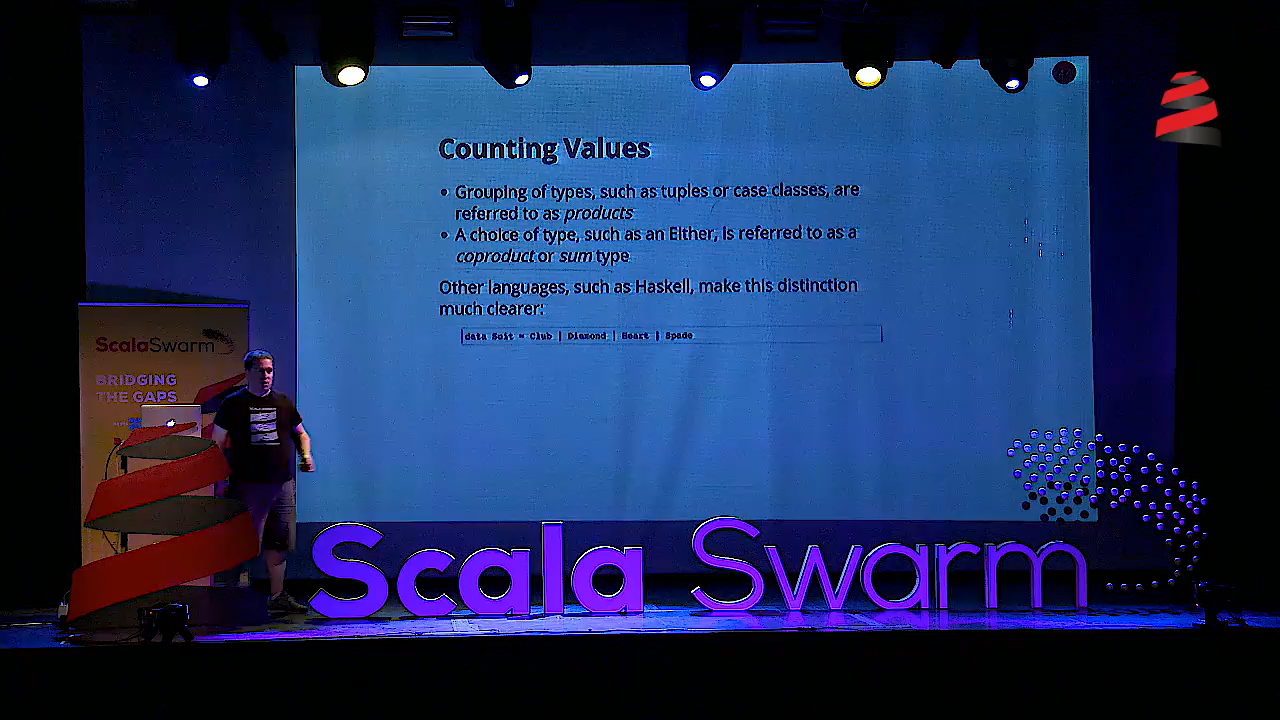 Counting Values
• Grouping of types, such as tuples or case classes, are
referred to as products
• A choice of type, such as an Either, is referred to as a
coproduct or sum type
Other languages, such as Haskell, make this distinction
much clearer:
data Suit = Club | Diamond | Heart | Spade
ScalaSwarm
BRIDGING
THE GAPS
Scala Swarm